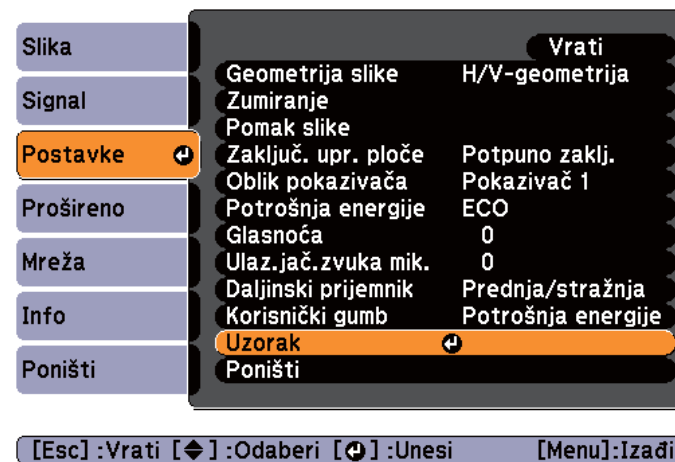 Slika
Signal
Postavke
Prošireno
Mreža
Info
Poništi
Vrati
Geometrija slike H/V-geometrija
Zumiranje
Pomak slike
Zaključ. upr. ploče Potpuno zaklj.
Oblik pokazivača Pokazivač 1
Potrošnja energije ECO
Glasnoća 0
Ulaz.jač.zvuka mik. 0
Daljinski prijemnik Prednja/stražnja
Korisnički gumb Potrošnja energije
Uzorak
Poništi
[Esc] :Vrati [◆] :Odaberi [↵] :Unesi [Menu]:Izađi